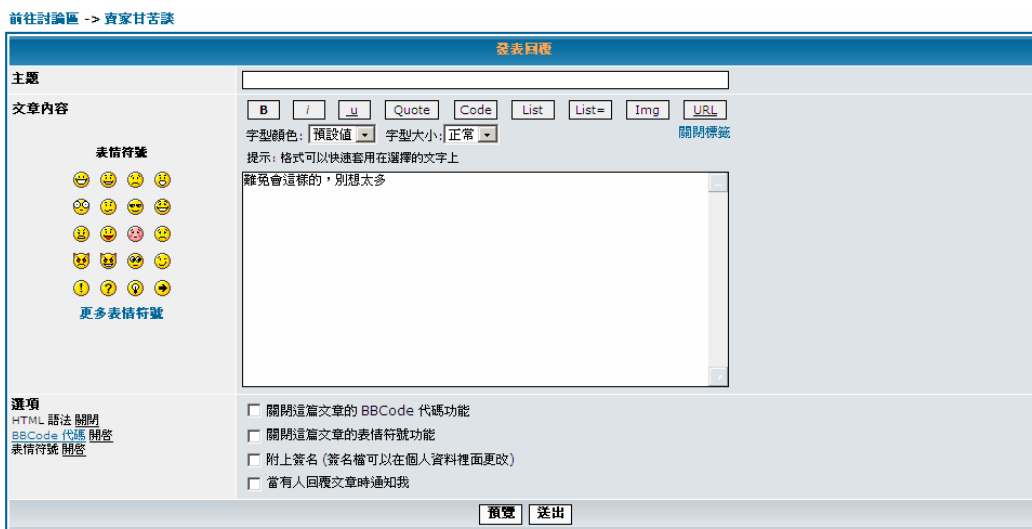 前往討論區 -> 賣家甘苦談
發表回覆
主題
文章內容
B i u Quote Code List List= Img URL
字型顏色: 預設值 字型大小: 正常 關閉標籤
提示: 格式可以快速套用在選擇的文字上
表情符號
難免會這樣的，別想太多
更多表情符號
選項
HTML 語法 關閉
BBCode 代碼 開啓
表情符號 開啓
關閉這篇文章的 BBCode 代碼功能
關閉這篇文章的表情符號功能
附上簽名 (簽名檔可以在個人資料裡面更改)
當有人回覆文章時通知我
預覽 送出